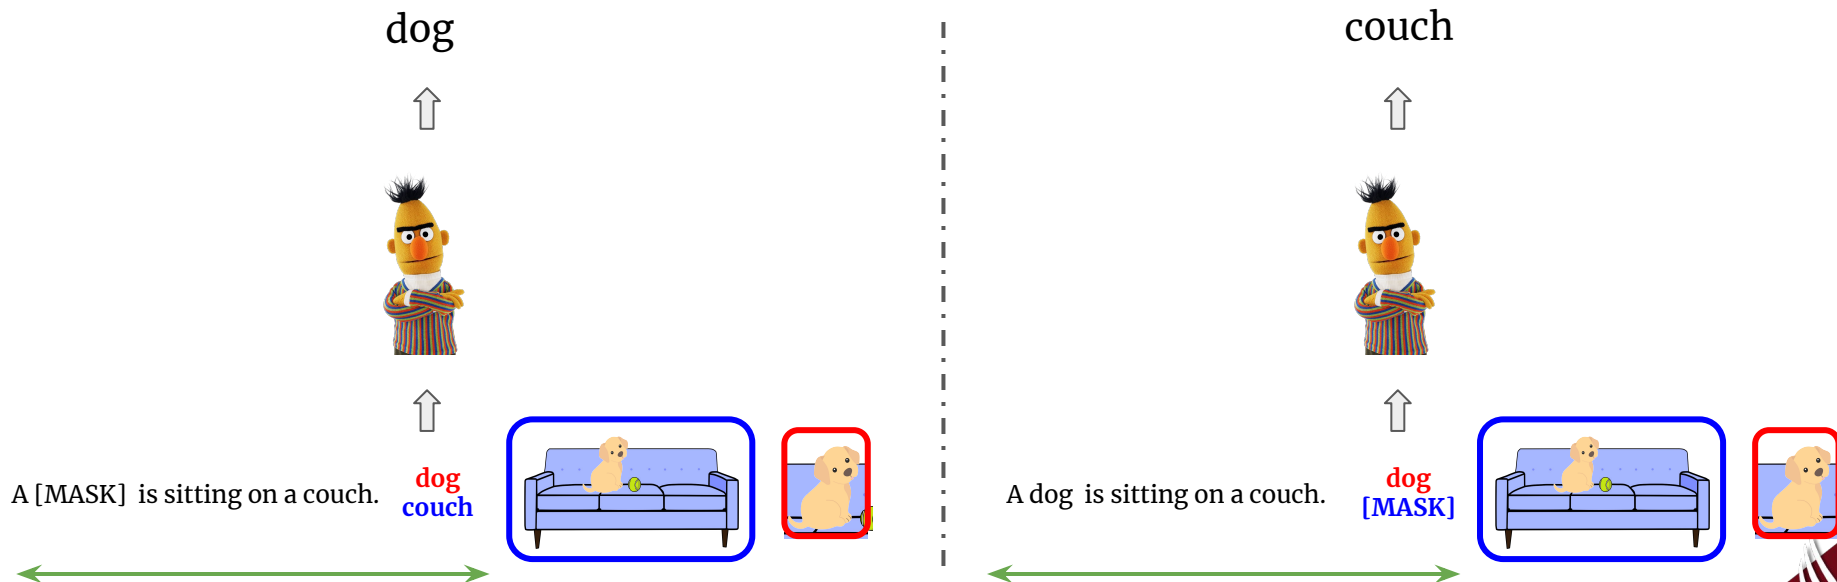 dog
A [MASK] is sitting on a couch.
dog
couch
couch
A dog is sitting on a couch.
dog
[MASK]